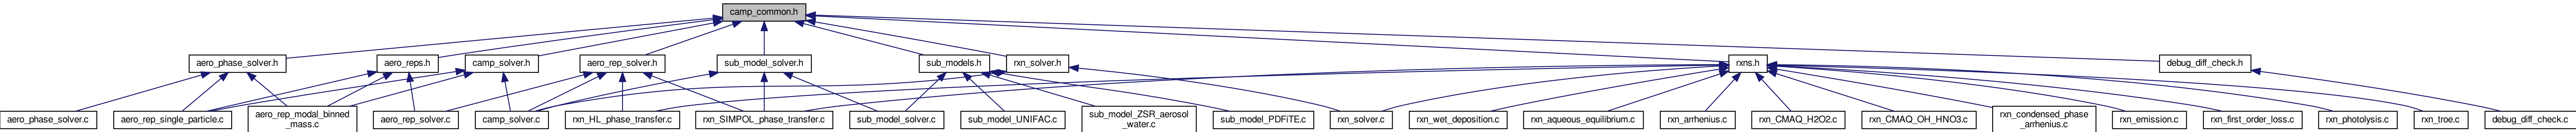 camp_common.h
aero_phase_solver.h
aero_reps.h
camp_solver.h
aero_rep_solver.h
sub_model_solver.h
sub_models.h
rxn_solver.h
rxns.h
debug_diff_check.h
aero_phase_solver.c
aero_rep_single_particle.c
aero_rep_modal_binned
_mass.c
aero_rep_solver.c
camp_solver.c
rxn_HL_phase_transfer.c
rxn_SIMPOL_phase_transfer.c
sub_model_solver.c
sub_model_UNIFAC.c
sub_model_ZSR_aerosol
_water.c
sub_model_PDFiTE.c
rxn_solver.c
rxn_wet_deposition.c
rxn_aqueous_equilibrium.c
rxn_arrhenius.c
rxn_CMAQ_H2O2.c
rxn_CMAQ_OH_HNO3.c
rxn_condensed_phase
_arrhenius.c
rxn_emission.c
rxn_first_order_loss.c
rxn_photolysis.c
rxn_troe.c
debug_diff_check.c